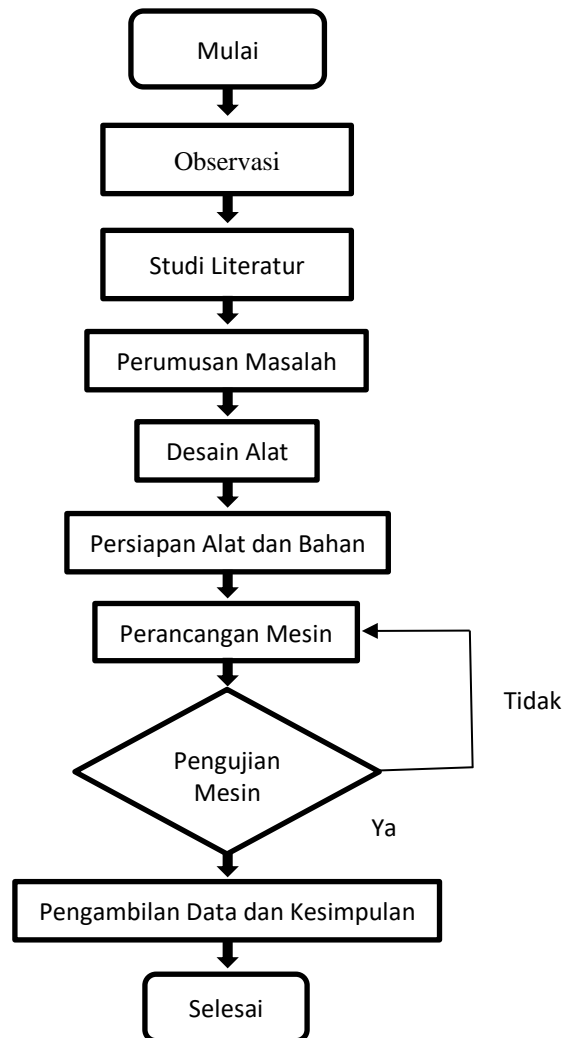 Mulai
Observasi
Studi Literatur
Perumusan Masalah
Desain Alat
Persiapan Alat dan Bahan
Perancangan Mesin
Tidak
Pengujian
Mesin
Ya
Pengambilan Data dan Kesimpulan
Selesai